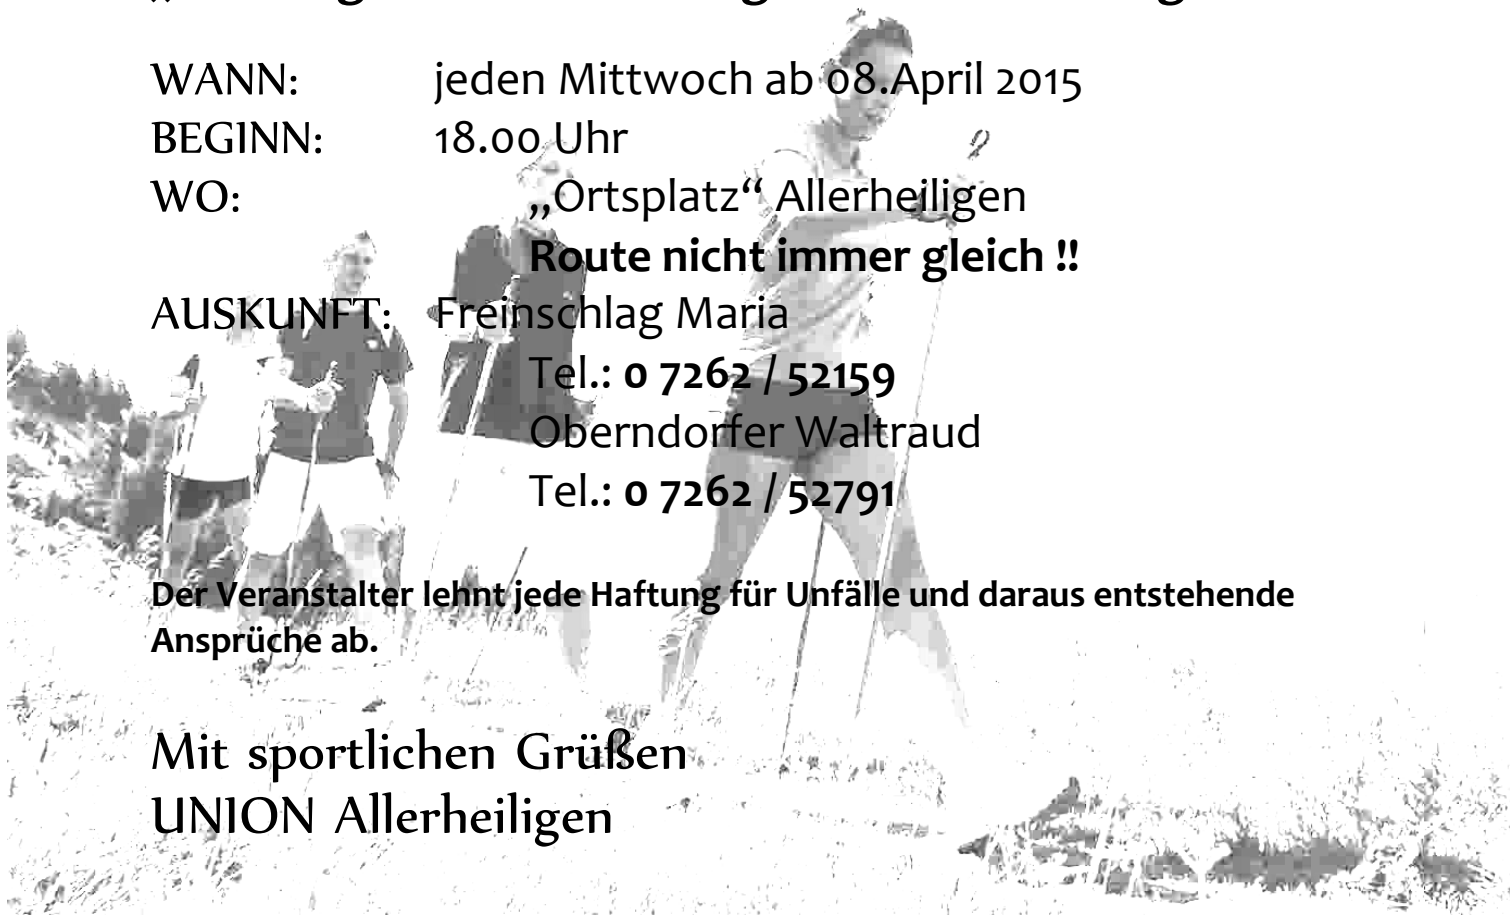 WANN: jeden Mittwoch ab 08.April 2015
BEGINN: 18.00 Uhr
WO: „Ortsplatz“ Allerheiligen
Route nicht immer gleich !!
AUSKUNFT: Freinschlag Maria
Tel.: 0 7262 / 52159
Oberndorfer Waltraud
Tel.: 0 7262 / 52791
Der Veranstalter lehnt jede Haftung für Unfälle und daraus entstehende
Ansprüche ab.
Mit sportlichen Grüßen
UNION Allerheiligen